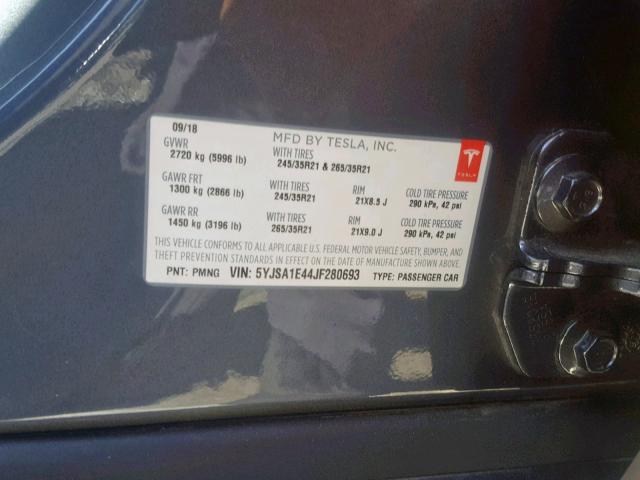 09/18
MFD BY TESLA, INC.
GVWR
2720 kg (5996 lb)
WITH TIRES
245/35R21 & 265/35R21
TESLA
GAWR FRT
1300 kg (2866 lb)
WITH TIRES
245/35R21
RIM
21X8.5 J
COLD TIRE PRESSURE
290 kPa, 42 psi
GAWR RR
1450 kg (3196 lb)
WITH TIRES
265/35R21
RIM
21X9.0 J
COLD TIRE PRESSURE
290 kPa, 42 psi
THIS VEHICLE CONFORMS TO ALL APPLICABLE U.S. FEDERAL MOTOR VEHICLE SAFETY, BUMPER, AND
THEFT PREVENTION STANDARDS IN EFFECT ON THE DATE OF MANUFACTURE SHOWN ABOVE.
PNT: PMNG VIN: 5YJSA1E44JF280693 TYPE: PASSENGER CAR